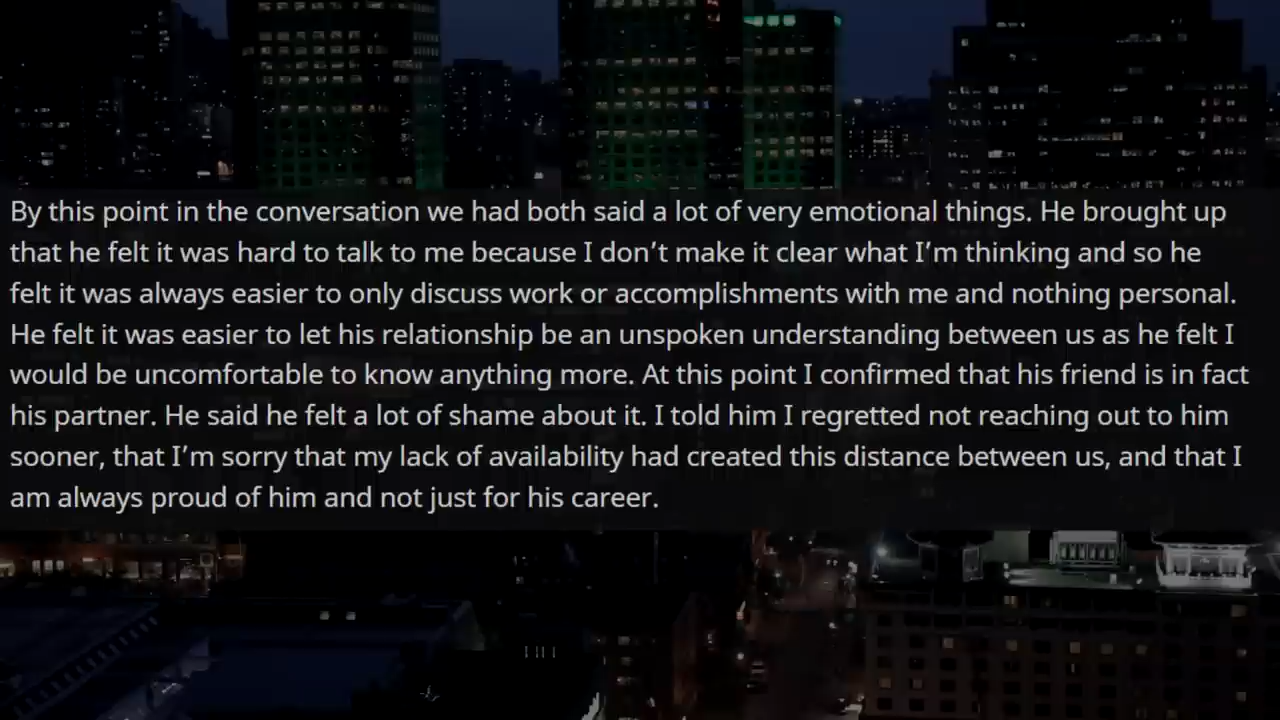 By this point in the conversation we had both said a lot of very emotional things. He brought up
that he felt it was hard to talk to me because I don’t make it clear what I’m thinking and so he
felt it was always easier to only discuss work or accomplishments with me and nothing personal.
He felt it was easier to let his relationship be an unspoken understanding between us as he felt I
would be uncomfortable to know anything more. At this point I confirmed that his friend is in fact
his partner. He said he felt a lot of shame about it. I told him I regretted not reaching out to him
sooner, that I’m sorry that my lack of availability had created this distance between us, and that I
am always proud of him and not just for his career.